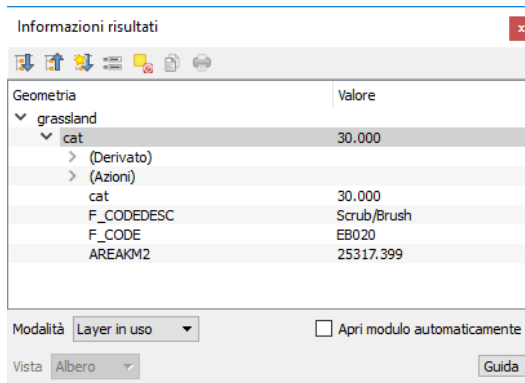 Informazioni risultati
x
Geometria Valore
grassland
cat 30.000
(Derivato)
(Azioni)
cat 30.000
F_CODEDESC Scrub/Brush
F_CODE EB020
AREAKM2 25317.399
Modalità Layer in uso Apri modulo automaticamente
Vista Albero Guida